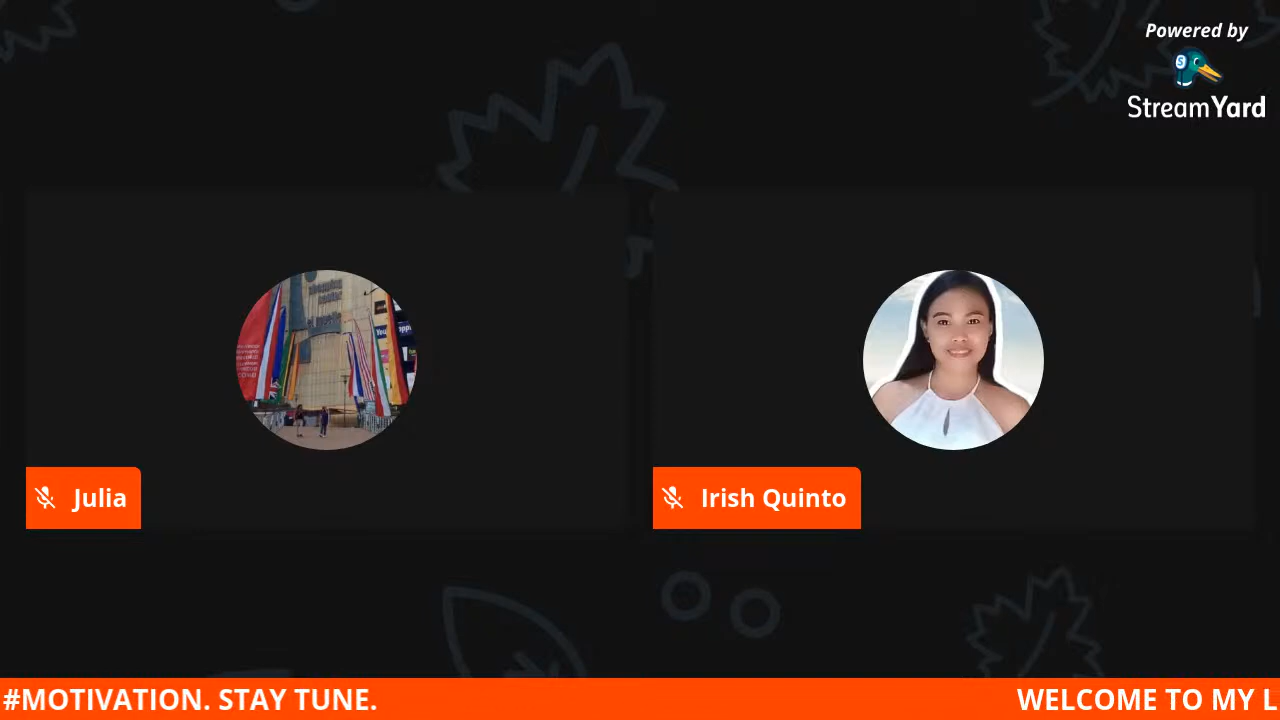 Powered by
StreamYard
Julia
Irish Quinto
#MOTIVATION. STAY TUNE.
WELCOME TO MY L